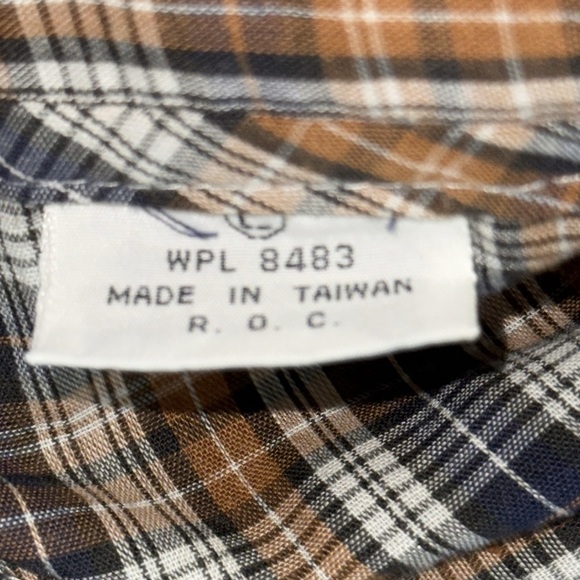 WPL 8483
MADE IN TAIWAN
R. O. C.